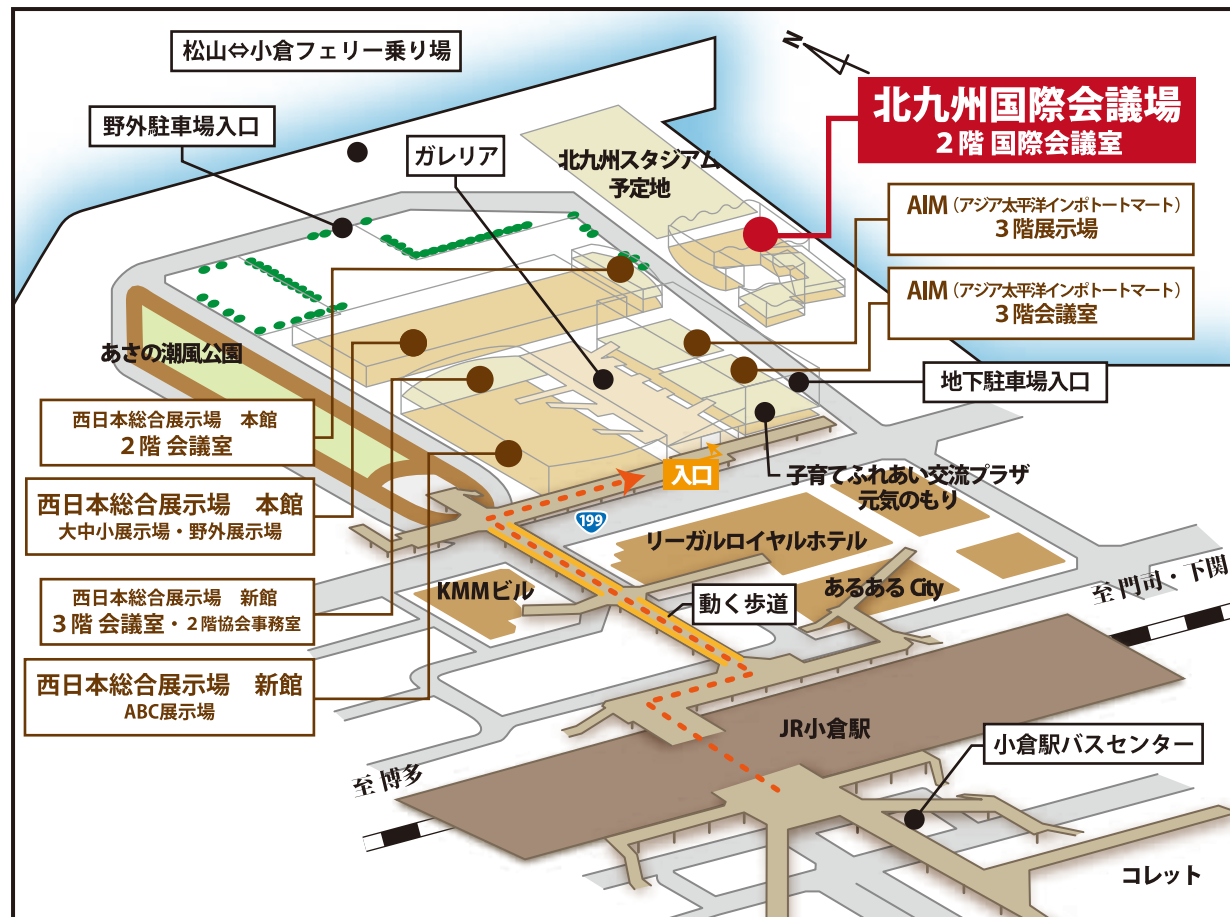 松山⇔小倉フェリー乗り場
N
野外駐車場入口
ガレリア
北九州スタジアム
予定地
北九州国際会議場
2階 国際会議室
AIM（アジア太平洋インポトートマート）
3階展示場
AIM（アジア太平洋インポトートマート）
3階会議室
地下駐車場入口
あさの潮風公園
西日本総合展示場　本館
2階 会議室
西日本総合展示場　本館
大中小展示場・野外展示場
西日本総合展示場　新館
3階 会議室・2階協会事務室
西日本総合展示場　新館
ABC展示場
入口
子育てふれあい交流プラザ
元気のもり
199
リーガルロイヤルホテル
KMMビル
動く歩道
あるある City
至 門司・下関
JR小倉駅
小倉駅バスセンター
至 博多
コレット